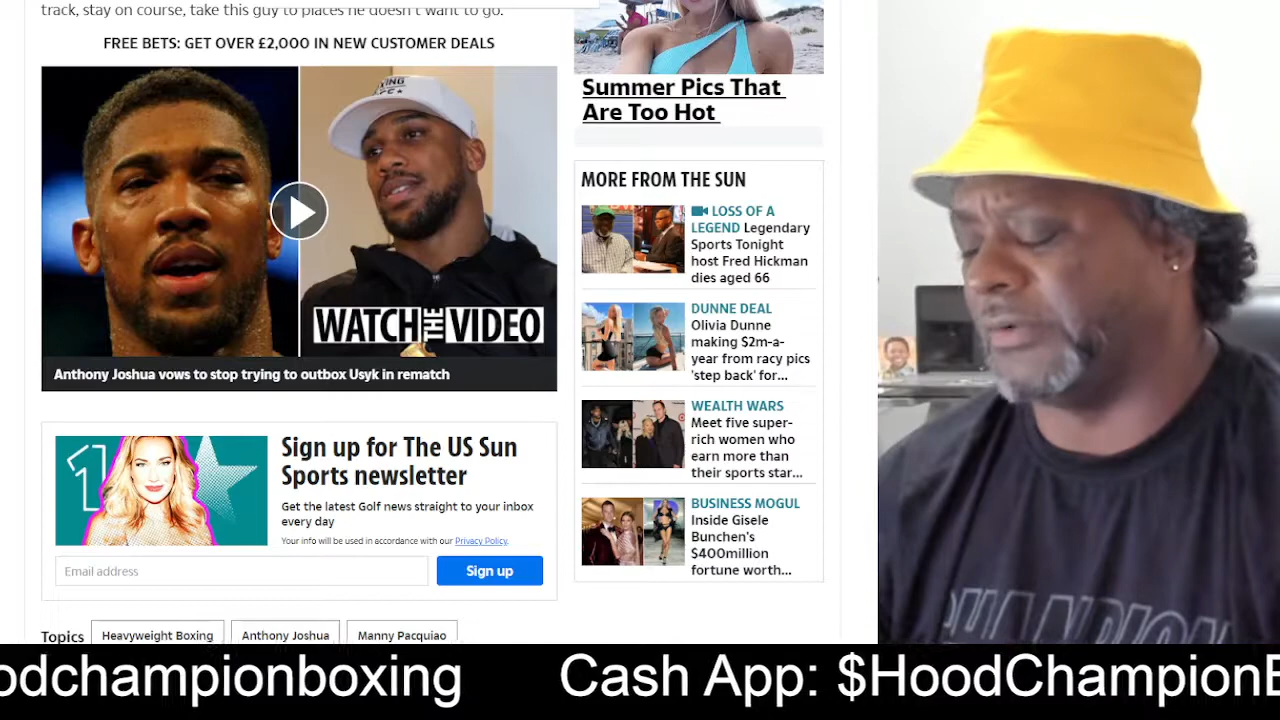 track, stay on course, take this guy to places he doesn't want to go.
FREE BETS: GET OVER £2,000 IN NEW CUSTOMER DEALS
WATCH THE VIDEO
Anthony Joshua vows to stop trying to outbox Usyk in rematch
Sign up for The US Sun
Sports newsletter
Get the latest Golf news straight to your inbox
every day
Your info will be used in accordance with our Privacy Policy.
Email address
Sign up
Topics
Heavyweight Boxing
Anthony Joshua
Manny Pacquiao
Summer Pics That
Are Too Hot
MORE FROM THE SUN
LOSS OF A
LEGEND Legendary
Sports Tonight
host Fred Hickman
dies aged 66
DUNNE DEAL
Olivia Dunne
making $2m-a-
year from racy pics
'step back' for...
WEALTH WARS
Meet five super-
rich women who
earn more than
their sports star...
BUSINESS MOGUL
Inside Gisele
Bunchen's
$400million
fortune worth...
CHAMPION
odchampionboxing
Cash App: $HoodChampionB